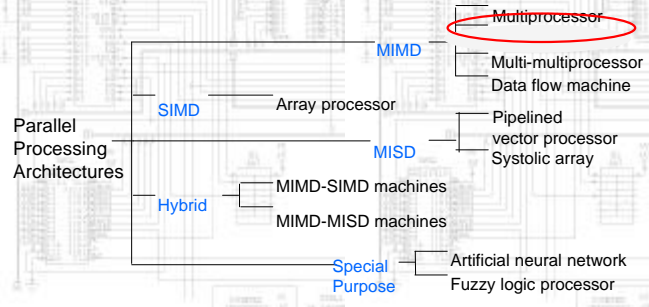 Parallel
Processing
Architectures
MIMD
Multiprocessor
Multi-multiprocessor
Data flow machine
SIMD
Array processor
MISD
Pipelined
vector processor
Systolic array
Hybrid
MIMD-SIMD machines
MIMD-MISD machines
Special
Purpose
Artificial neural network
Fuzzy logic processor